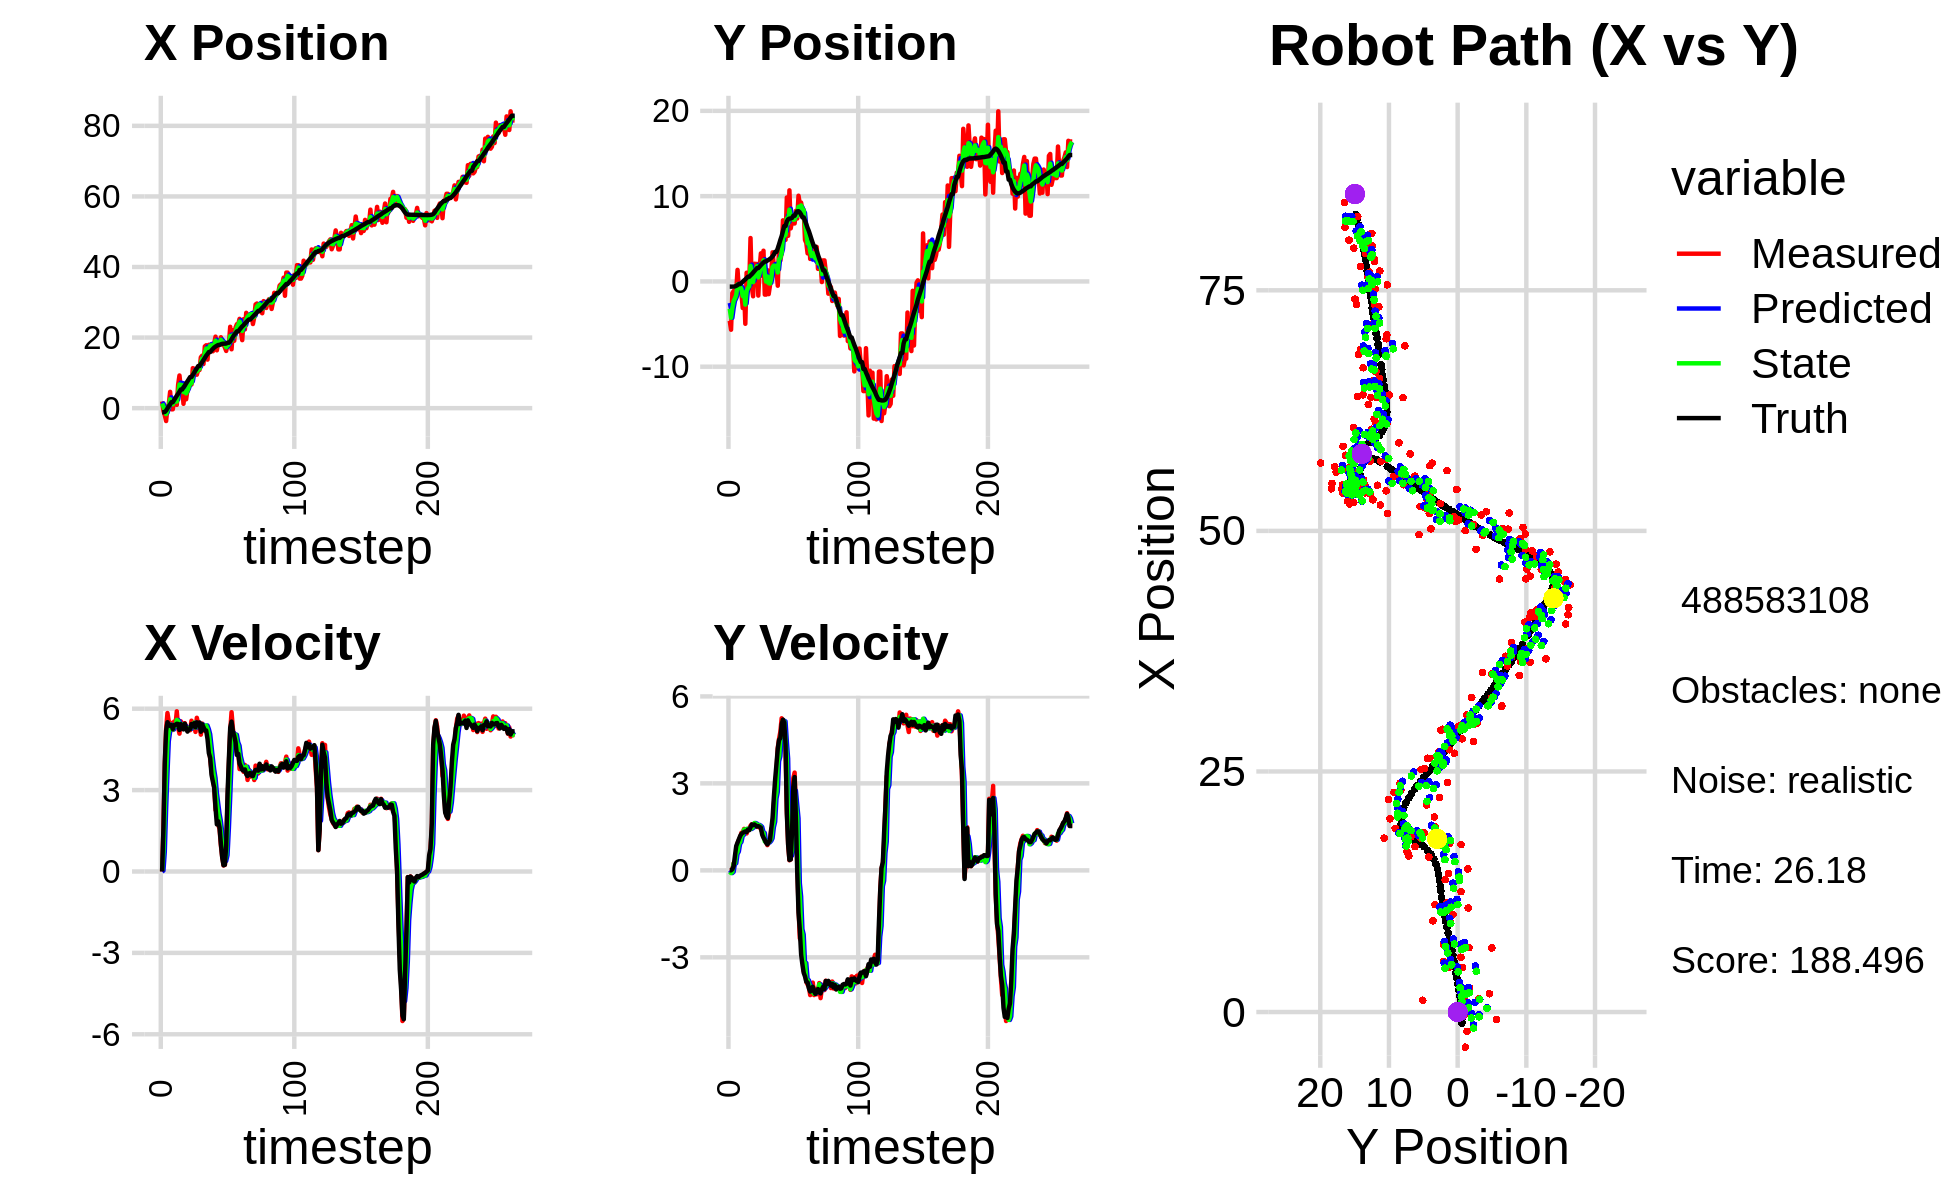 X Position
80
60
40
20
0
0
100
200
timestep
Y Position
20
10
0
-10
0
100
200
timestep
X Velocity
6
3
0
-3
-6
0
100
200
timestep
Y Velocity
6
3
0
-3
0
100
200
timestep
Robot Path (X vs Y)
X Position
75
50
25
0
20 10 0 -10 -20
Y Position
variable
Measured
Predicted
State
Truth
488583108
Obstacles: none
Noise: realistic
Time: 26.18
Score: 188.496